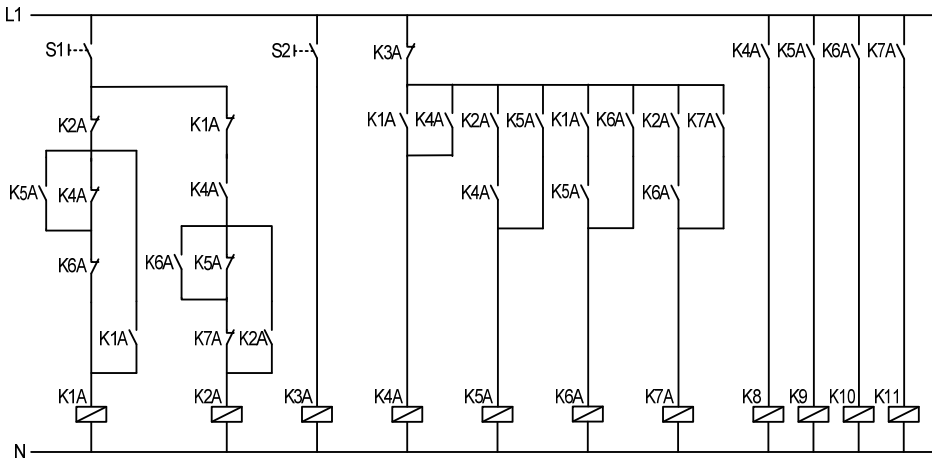 L1
S1 S2 K3A K4A K5A K6A K7A
K2A K1A K1A K4A K2A K5A K1A K6A K2A K7A
K5A K4A K4A K4A K5A K6A
K6A K6A K5A
K1A K7A K2A
K1A K2A K3A K4A K5A K6A K7A K8 K9 K10 K11
N